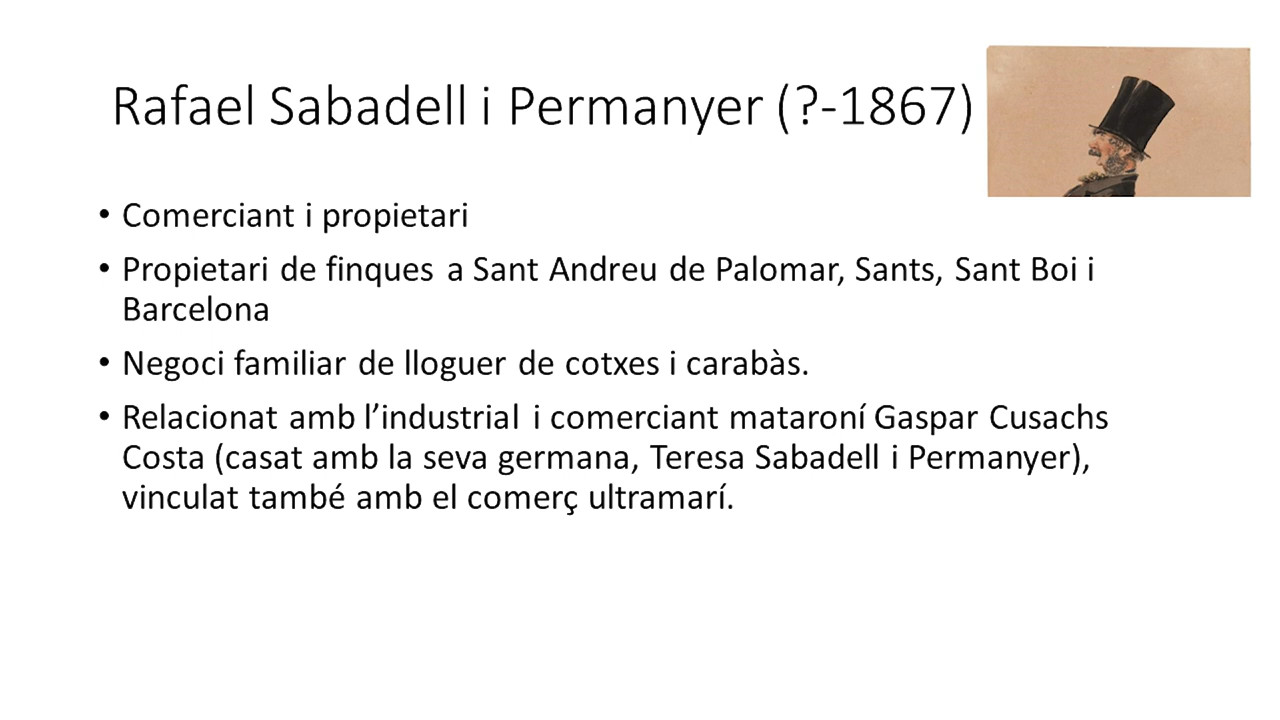 Rafael Sabadell i Permanyer (?-1867)
• Comerciant i propietari
• Propietari de finques a Sant Andreu de Palomar, Sants, Sant Boi i
Barcelona
• Negoci familiar de lloguer de cotxes i carabàs.
• Relacionat amb l’industrial i comerciant mataroní Gaspar Cusachs
Costa (casat amb la seva germana, Teresa Sabadell i Permanyer),
vinculat també amb el comerç ultramarí.